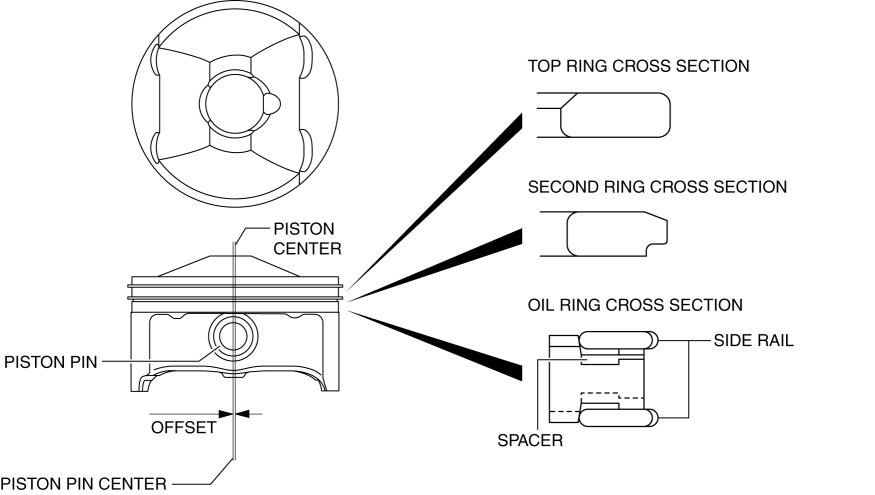 TOP RING CROSS SECTION
SECOND RING CROSS SECTION
PISTON
CENTER
OIL RING CROSS SECTION
SIDE RAIL
PISTON PIN
OFFSET
SPACER
PISTON PIN CENTER